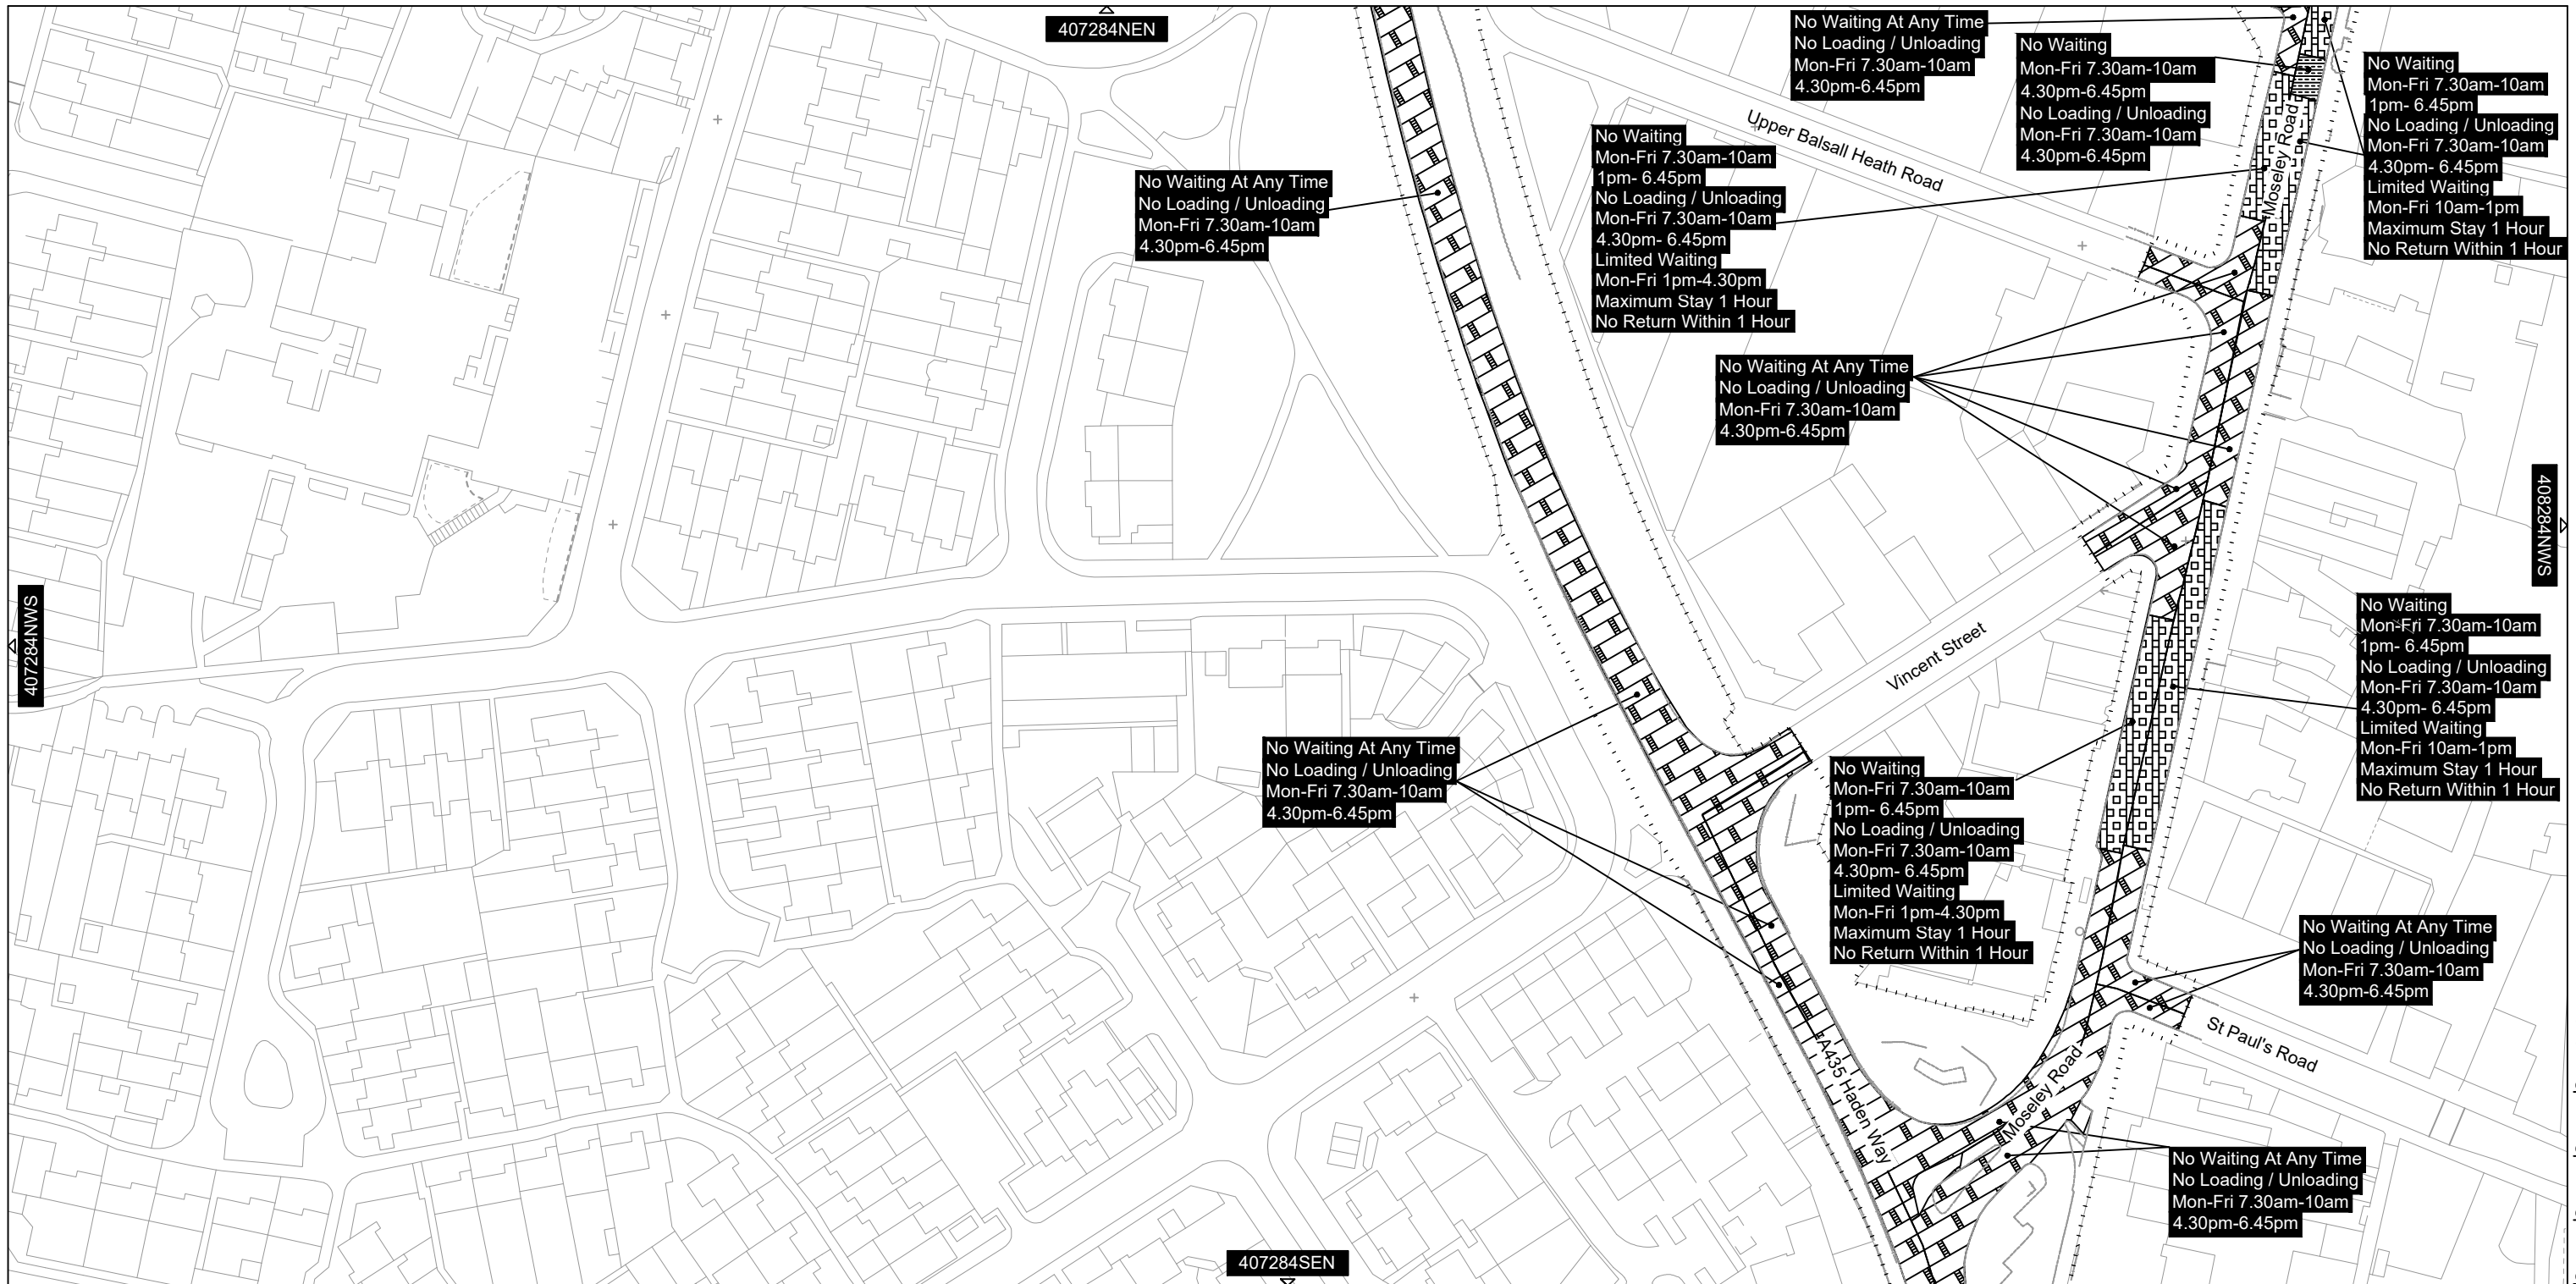 407284NEN
No Waiting At Any Time
No Loading / Unloading
Mon-Fri 7.30am-10am
4.30pm-6.45pm
No Waiting
Mon-Fri 7.30am-10am
4.30pm-6.45pm
No Loading / Unloading
Mon-Fri 7.30am-10am
4.30pm-6.45pm
No Waiting
Mon-Fri 7.30am-10am
1pm- 6.45pm
No Loading / Unloading
Mon-Fri 7.30am-10am
4.30pm- 6.45pm
Limited Waiting
Mon-Fri 10am-1pm
Maximum Stay 1 Hour
No Return Within 1 Hour
Moseley Road
Upper Balsall Heath Road
No Waiting
Mon-Fri 7.30am-10am
1pm- 6.45pm
No Loading / Unloading
Mon-Fri 7.30am-10am
4.30pm- 6.45pm
Limited Waiting
Mon-Fri 1pm-4.30pm
Maximum Stay 1 Hour
No Return Within 1 Hour
No Waiting At Any Time
No Loading / Unloading
Mon-Fri 7.30am-10am
4.30pm-6.45pm
No Waiting At Any Time
No Loading / Unloading
Mon-Fri 7.30am-10am
4.30pm-6.45pm
408284NWS
407284NWS
Vincent Street
No Waiting
Mon-Fri 7.30am-10am
1pm- 6.45pm
No Loading / Unloading
Mon-Fri 7.30am-10am
4.30pm- 6.45pm
Limited Waiting
Mon-Fri 10am-1pm
Maximum Stay 1 Hour
No Return Within 1 Hour
No Waiting At Any Time
No Loading / Unloading
Mon-Fri 7.30am-10am
4.30pm-6.45pm
No Waiting
Mon-Fri 7.30am-10am
1pm- 6.45pm
No Loading / Unloading
Mon-Fri 7.30am-10am
4.30pm- 6.45pm
Limited Waiting
Mon-Fri 1pm-4.30pm
Maximum Stay 1 Hour
No Return Within 1 Hour
No Waiting At Any Time
No Loading / Unloading
Mon-Fri 7.30am-10am
4.30pm-6.45pm
St Paul's Road
A435 Haden Way
Moseley Road
No Waiting At Any Time
No Loading / Unloading
Mon-Fri 7.30am-10am
4.30pm-6.45pm
407284SEN